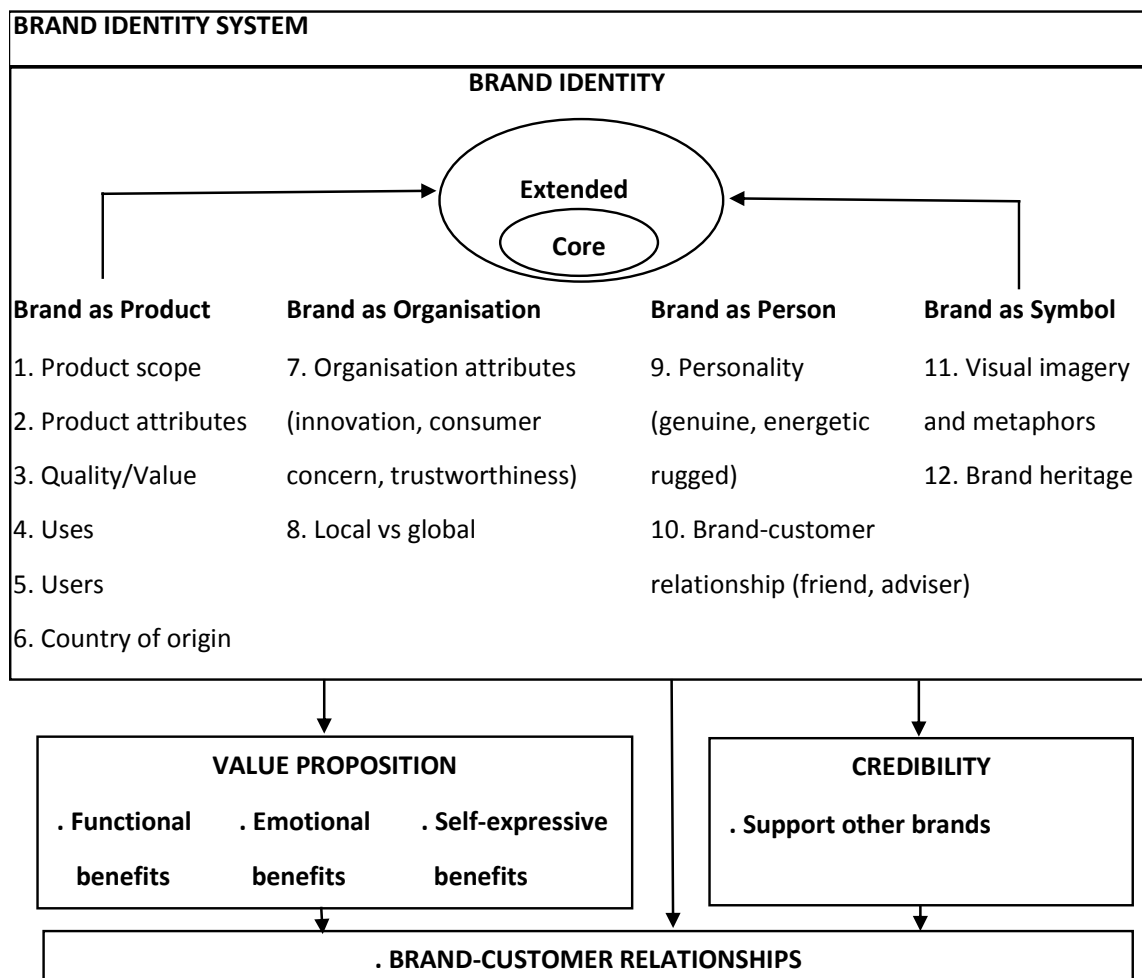 BRAND IDENTITY SYSTEM
BRAND IDENTITY
Extended
Core
Brand as Product
1. Product scope
2. Product attributes
3. Quality/Value
4. Uses
5. Users
6. Country of origin
Brand as Organisation
7. Organisation attributes
(innovation, consumer
concern, trustworthiness)
8. Local vs global
Brand as Person
9. Personality
(genuine, energetic
rugged)
10. Brand-customer
relationship (friend, adviser)
Brand as Symbol
11. Visual imagery
and metaphors
12. Brand heritage
VALUE PROPOSITION
. Functional
benefits
. Emotional
benefits
. Self-expressive
benefits
CREDIBILITY
. Support other brands
. BRAND-CUSTOMER RELATIONSHIPS